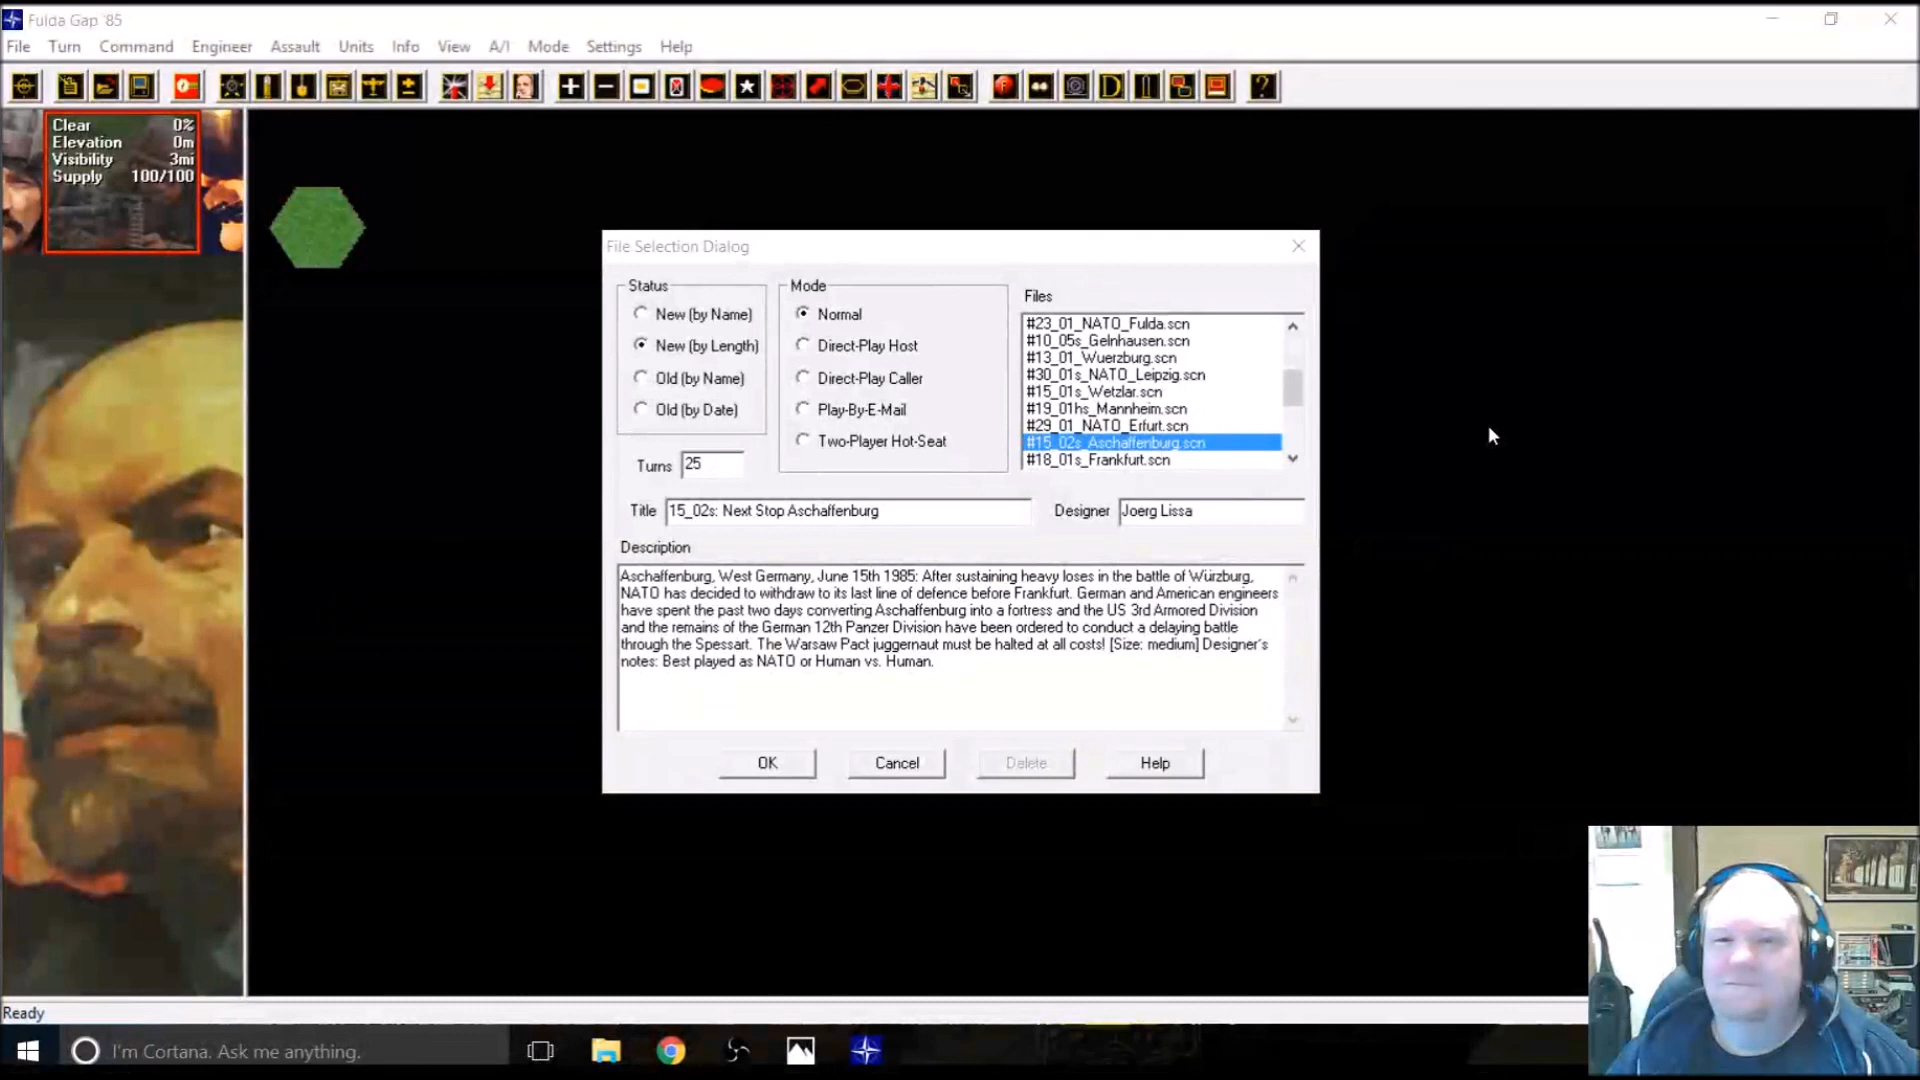 Fulda Gap '85
File Turn Command Engineer Assault Units Info View A/I Mode Settings Help
Clear 0%
Elevation 0m
Visibility 3mi
Supply 100/100
File Selection Dialog
Status
New (by Name)
New (by Length)
Old (by Name)
Old (by Date)
Mode
Normal
Direct-Play Host
Direct-Play Caller
Play-By-E-Mail
Two-Player Hot-Seat
Files
#23_01_NATO_Fulda.scn
#10_05s_Gelnhausen.scn
#13_01_Wuerzburg.scn
#30_01s_NATO_Leipzig.scn
#15_01s_Wetzlar.scn
#19_01hs_Mannheim.scn
#29_01_NATO_Erfurt.scn
#15_02s_Aschaffenburg.scn
#18_01s_Frankfurt.scn
Turns 25
Title 15_02s: Next Stop Aschaffenburg
Designer Joerg Lissa
Description
Aschaffenburg, West Germany, June 15th 1985: After sustaining heavy loses in the battle of Würzburg,
NATO has decided to withdraw to its last line of defence before Frankfurt. German and American engineers
have spent the past two days converting Aschaffenburg into a fortress and the US 3rd Armored Division
and the remains of the German 12th Panzer Division have been ordered to conduct a delaying battle
through the Spessart. The Warsaw Pact juggernaut must be halted at all costs! [Size: medium] Designer´s
notes: Best played as NATO or Human vs. Human.
OK Cancel Delete Help
Ready
I'm Cortana. Ask me anything.